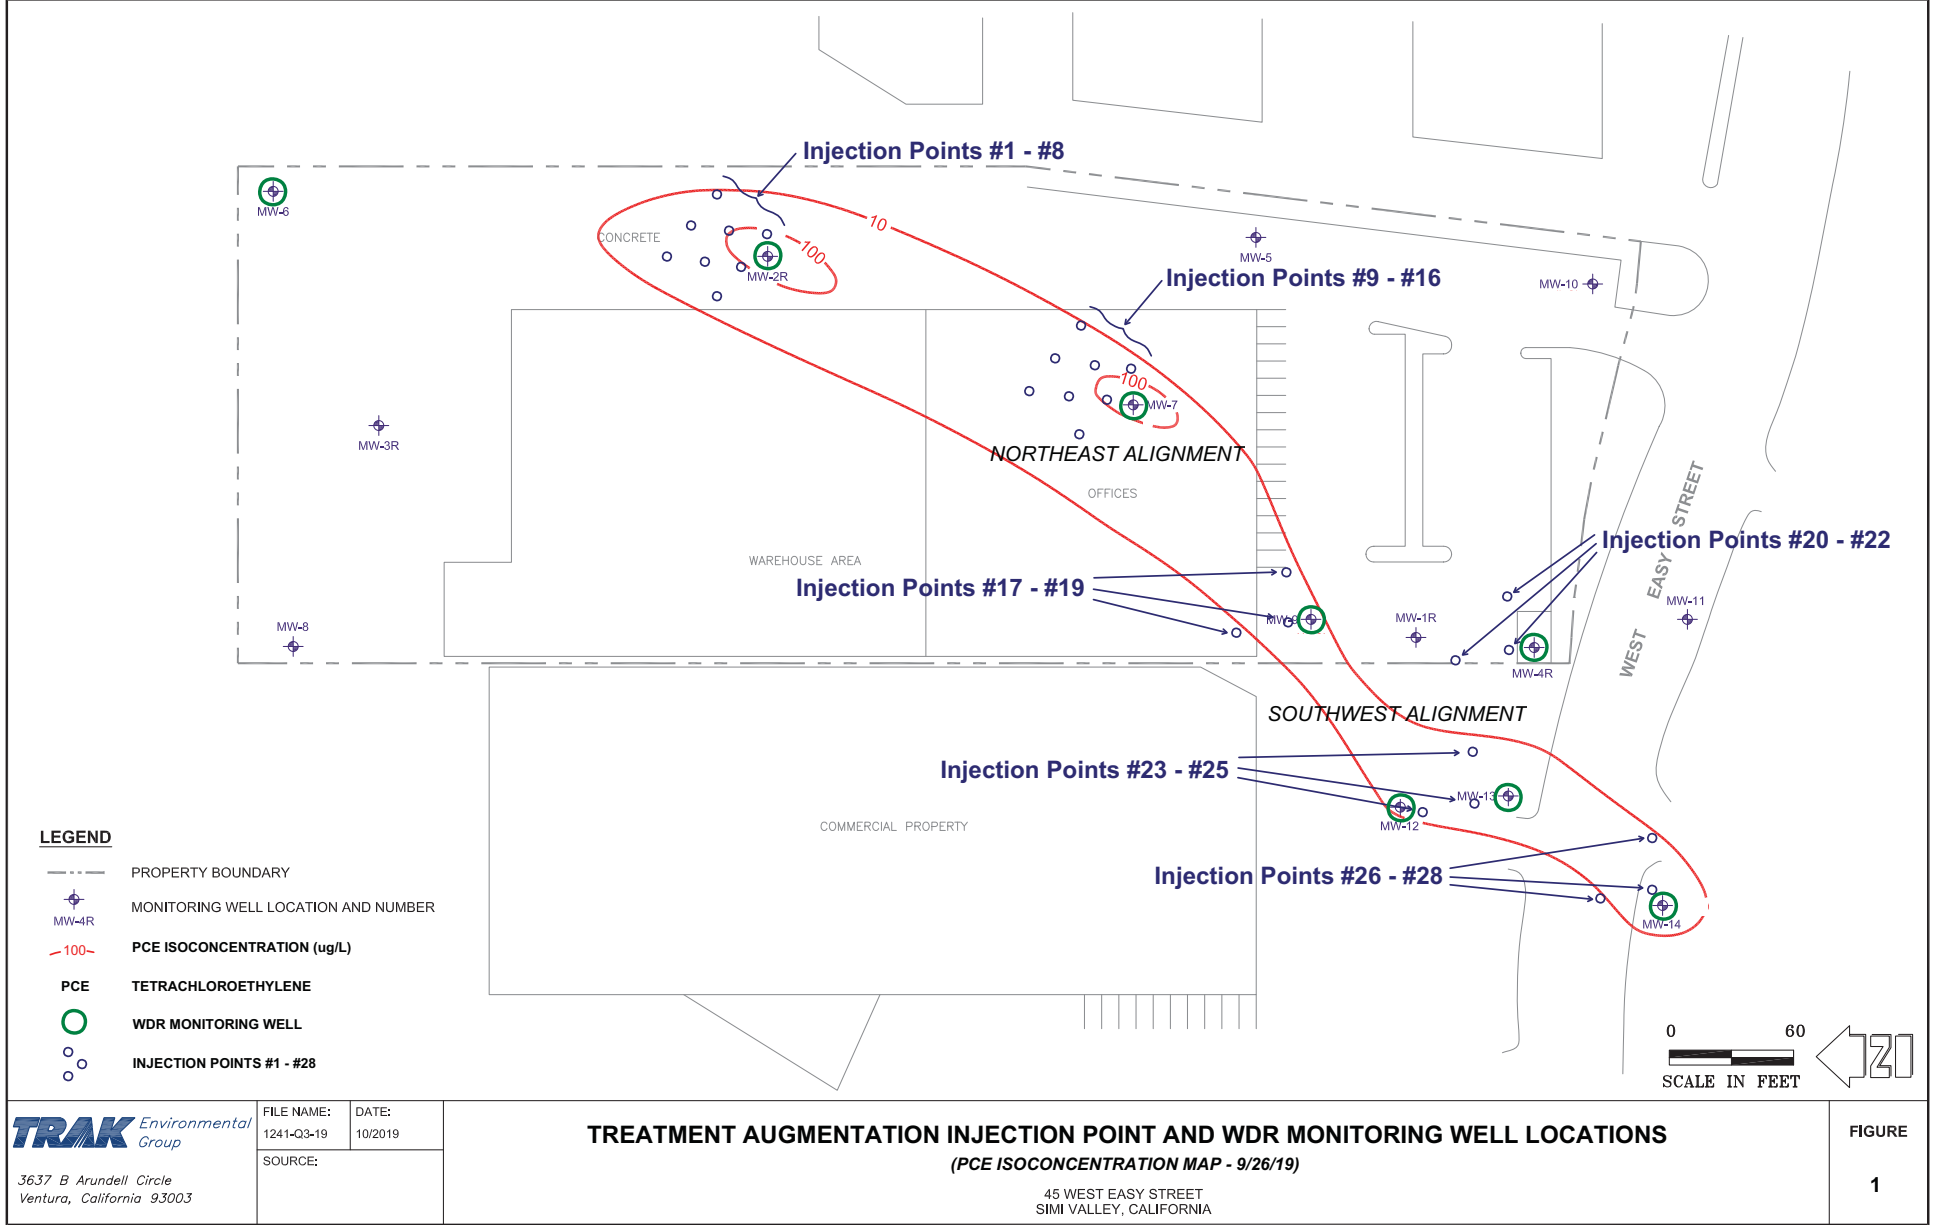 Injection Points #1 - #8
MW-6
CONCRETE
10
100
MW-2R
MW-5
Injection Points #9 - #16
MW-10
100
MW-7
MW-3R
NORTHEAST ALIGNMENT
OFFICES
WEST EASY STREET
Injection Points #20 - #22
WAREHOUSE AREA
Injection Points #17 - #19
MW-9
MW-1R
MW-11
MW-8
MW-4R
SOUTHWEST ALIGNMENT
Injection Points #23 - #25
MW-13
MW-12
COMMERCIAL PROPERTY
Injection Points #26 - #28
MW-14
LEGEND
PROPERTY BOUNDARY
MONITORING WELL LOCATION AND NUMBER
MW-4R
100
PCE ISOCONCENTRATION (ug/L)
PCE TETRACHLOROETHYLENE
WDR MONITORING WELL
INJECTION POINTS #1 - #28
0 60
SCALE IN FEET
N
TRAK Environmental
Group
3637 B Arundell Circle
Ventura, California 93003
FILE NAME:
1241-Q3-19
DATE:
10/2019
SOURCE:
TREATMENT AUGMENTATION INJECTION POINT AND WDR MONITORING WELL LOCATIONS
(PCE ISOCONCENTRATION MAP - 9/26/19)
45 WEST EASY STREET
SIMI VALLEY, CALIFORNIA
FIGURE
1